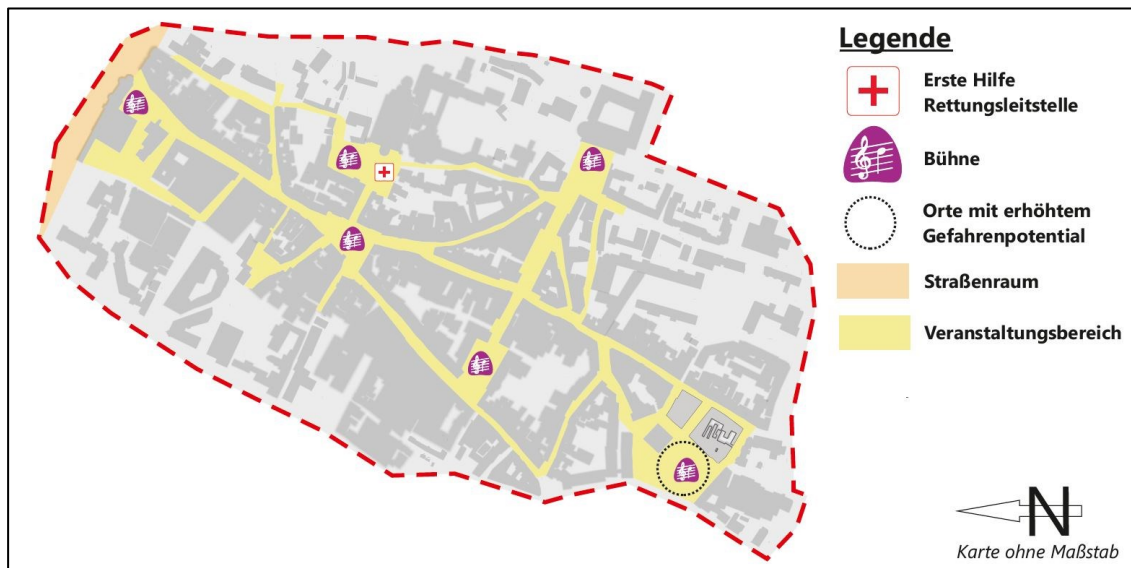 Legende
Erste Hilfe
Rettungsleitstelle
Bühne
Orte mit erhöhtem
Gefahrenpotential
Straßenraum
Veranstaltungsbereich
N
Karte ohne Maßstab